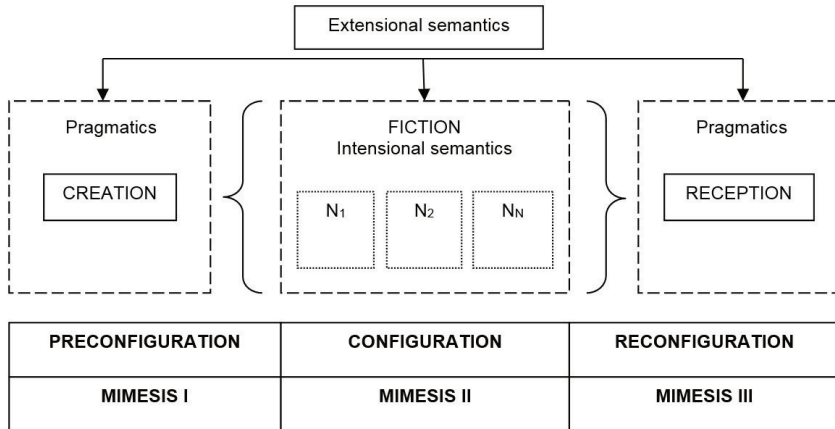 Extensional semantics
Pragmatics
CREATION
FICTION
Intensional semantics
N₁
N₂
N_N
Pragmatics
RECEPTION
PRECONFIGURATION
CONFIGURATION
RECONFIGURATION
MIMESIS I
MIMESIS II
MIMESIS III